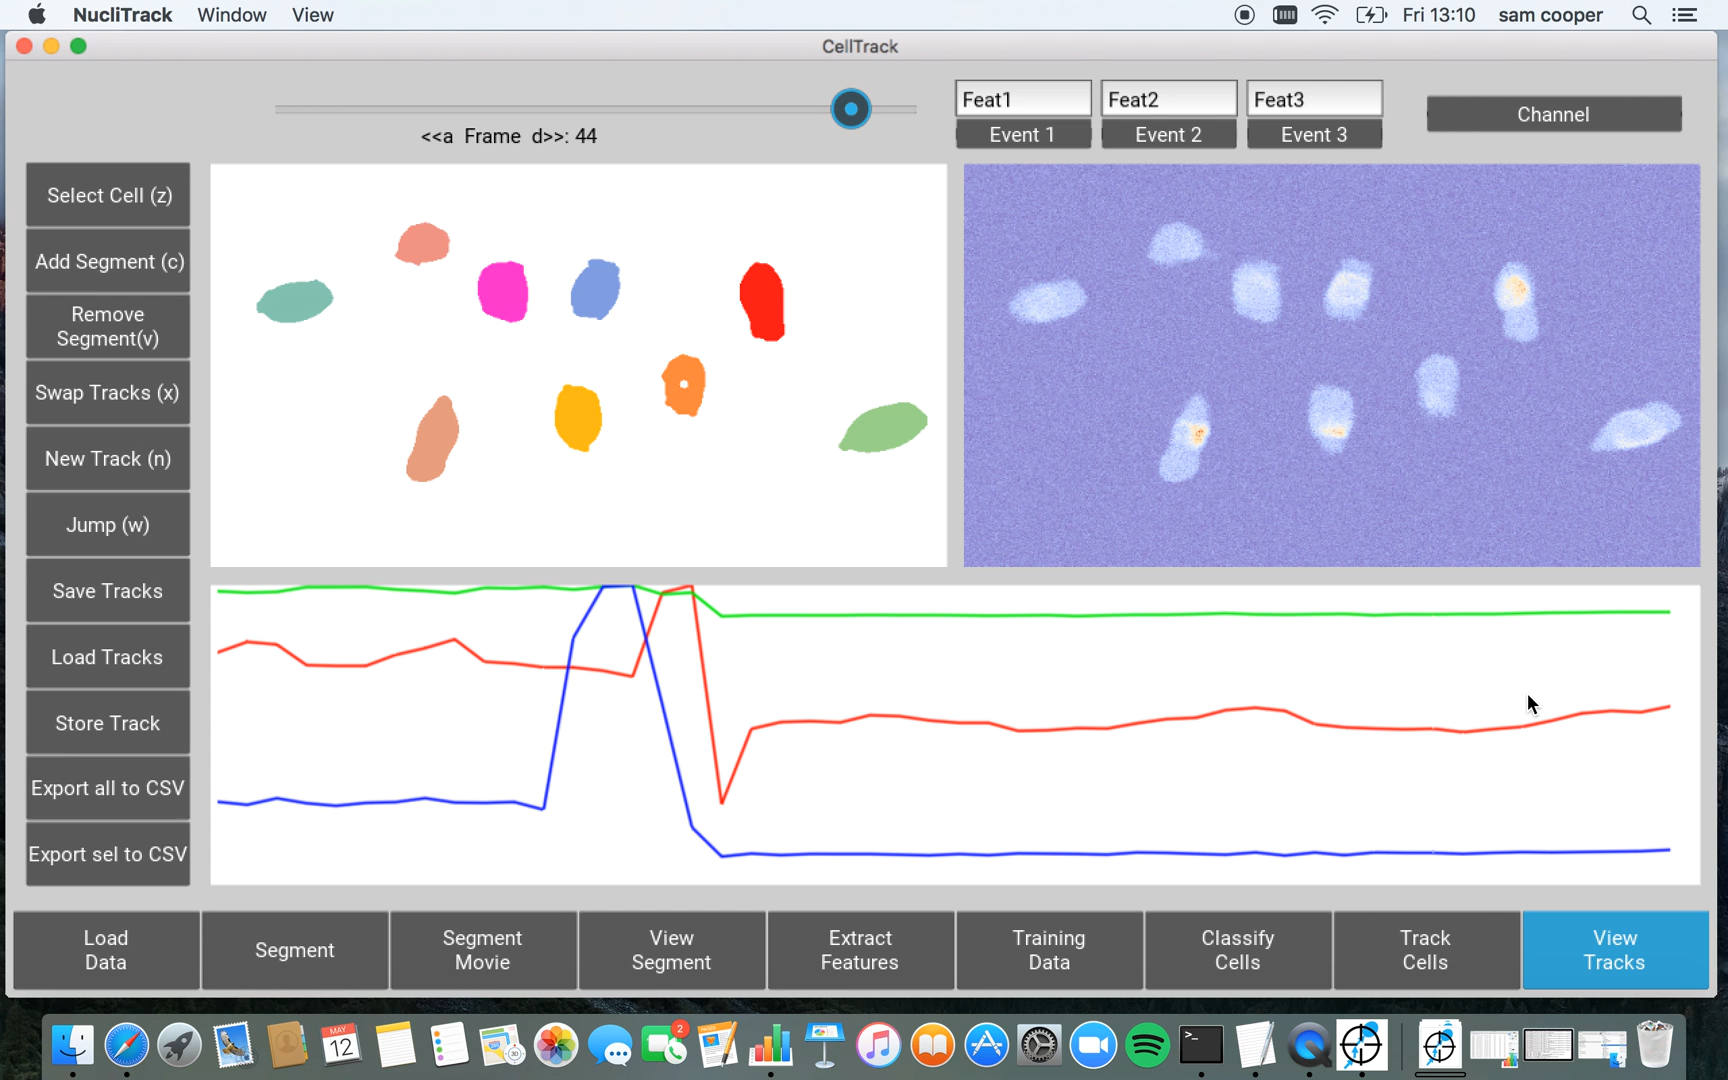 NucliTrack Window View
Fri 13:10 sam cooper
CellTrack
<<a Frame d>>: 44
Feat1 Feat2 Feat3
Event 1 Event 2 Event 3
Channel
Select Cell (z)
Add Segment (c)
Remove
Segment(v)
Swap Tracks (x)
New Track (n)
Jump (w)
Save Tracks
Load Tracks
Store Track
Export all to CSV
Export sel to CSV
Load
Data
Segment
Segment
Movie
View
Segment
Extract
Features
Training
Data
Classify
Cells
Track
Cells
View
Tracks
MAY
12
3D
2
>_